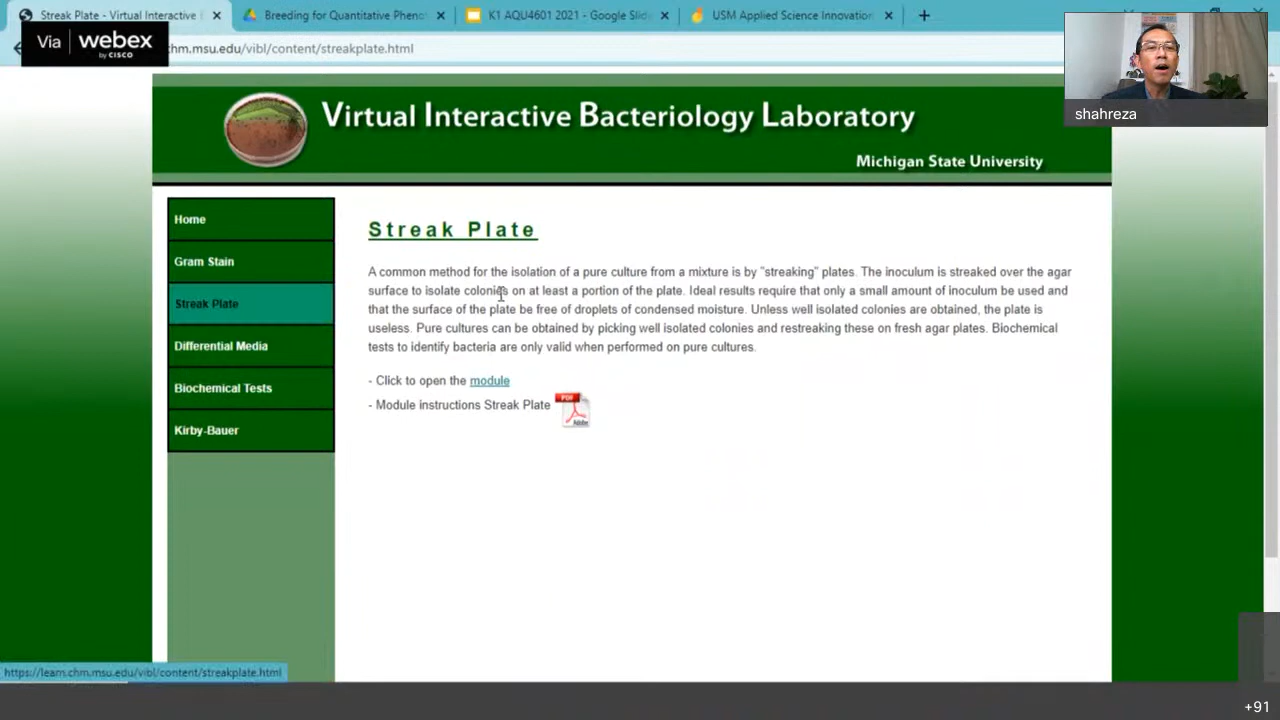 Streak Plate - Virtual Interactive B
Breeding for Quantitative Phenot
K1 AQU4601 2021 - Google Slid
USM Applied Science Innovation
Via webex
by CISCO
hm.msu.edu/vibl/content/streakplate.html
shahreza
Virtual Interactive Bacteriology Laboratory
Michigan State University
Home
Gram Stain
Streak Plate
Differential Media
Biochemical Tests
Kirby-Bauer
Streak Plate
A common method for the isolation of a pure culture from a mixture is by "streaking" plates. The inoculum is streaked over the agar
surface to isolate colonies on at least a portion of the plate. Ideal results require that only a small amount of inoculum be used and
that the surface of the plate be free of droplets of condensed moisture. Unless well isolated colonies are obtained, the plate is
useless. Pure cultures can be obtained by picking well isolated colonies and restreaking these on fresh agar plates. Biochemical
tests to identify bacteria are only valid when performed on pure cultures.
- Click to open the module
- Module instructions Streak Plate
PDF
Adobe
https://learn.chm.msu.edu/vibl/content/streakplate.html
+91